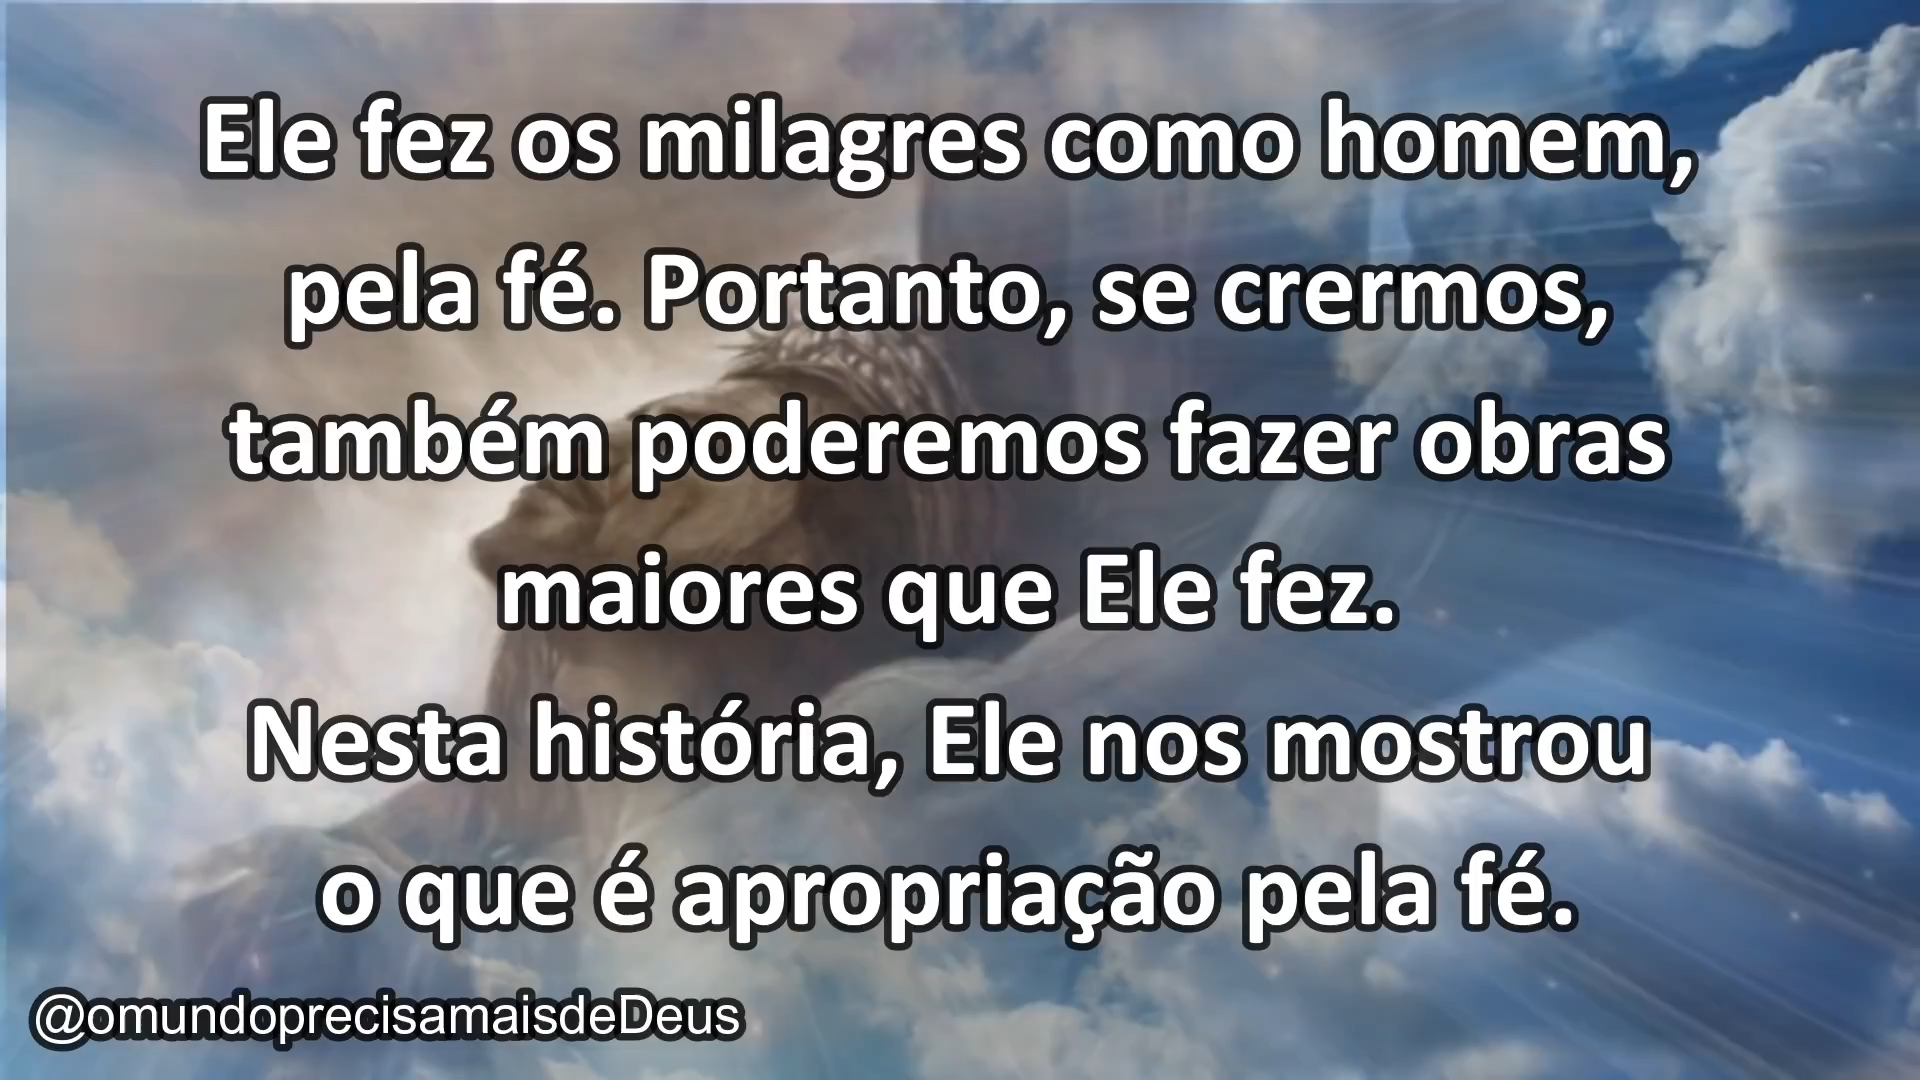 Ele fez os milagres como homem,
pela fé. Portanto, se crermos,
também poderemos fazer obras
maiores que Ele fez.
Nesta história, Ele nos mostrou
o que é apropriação pela fé.
@omundoprecisamaisdeDeus